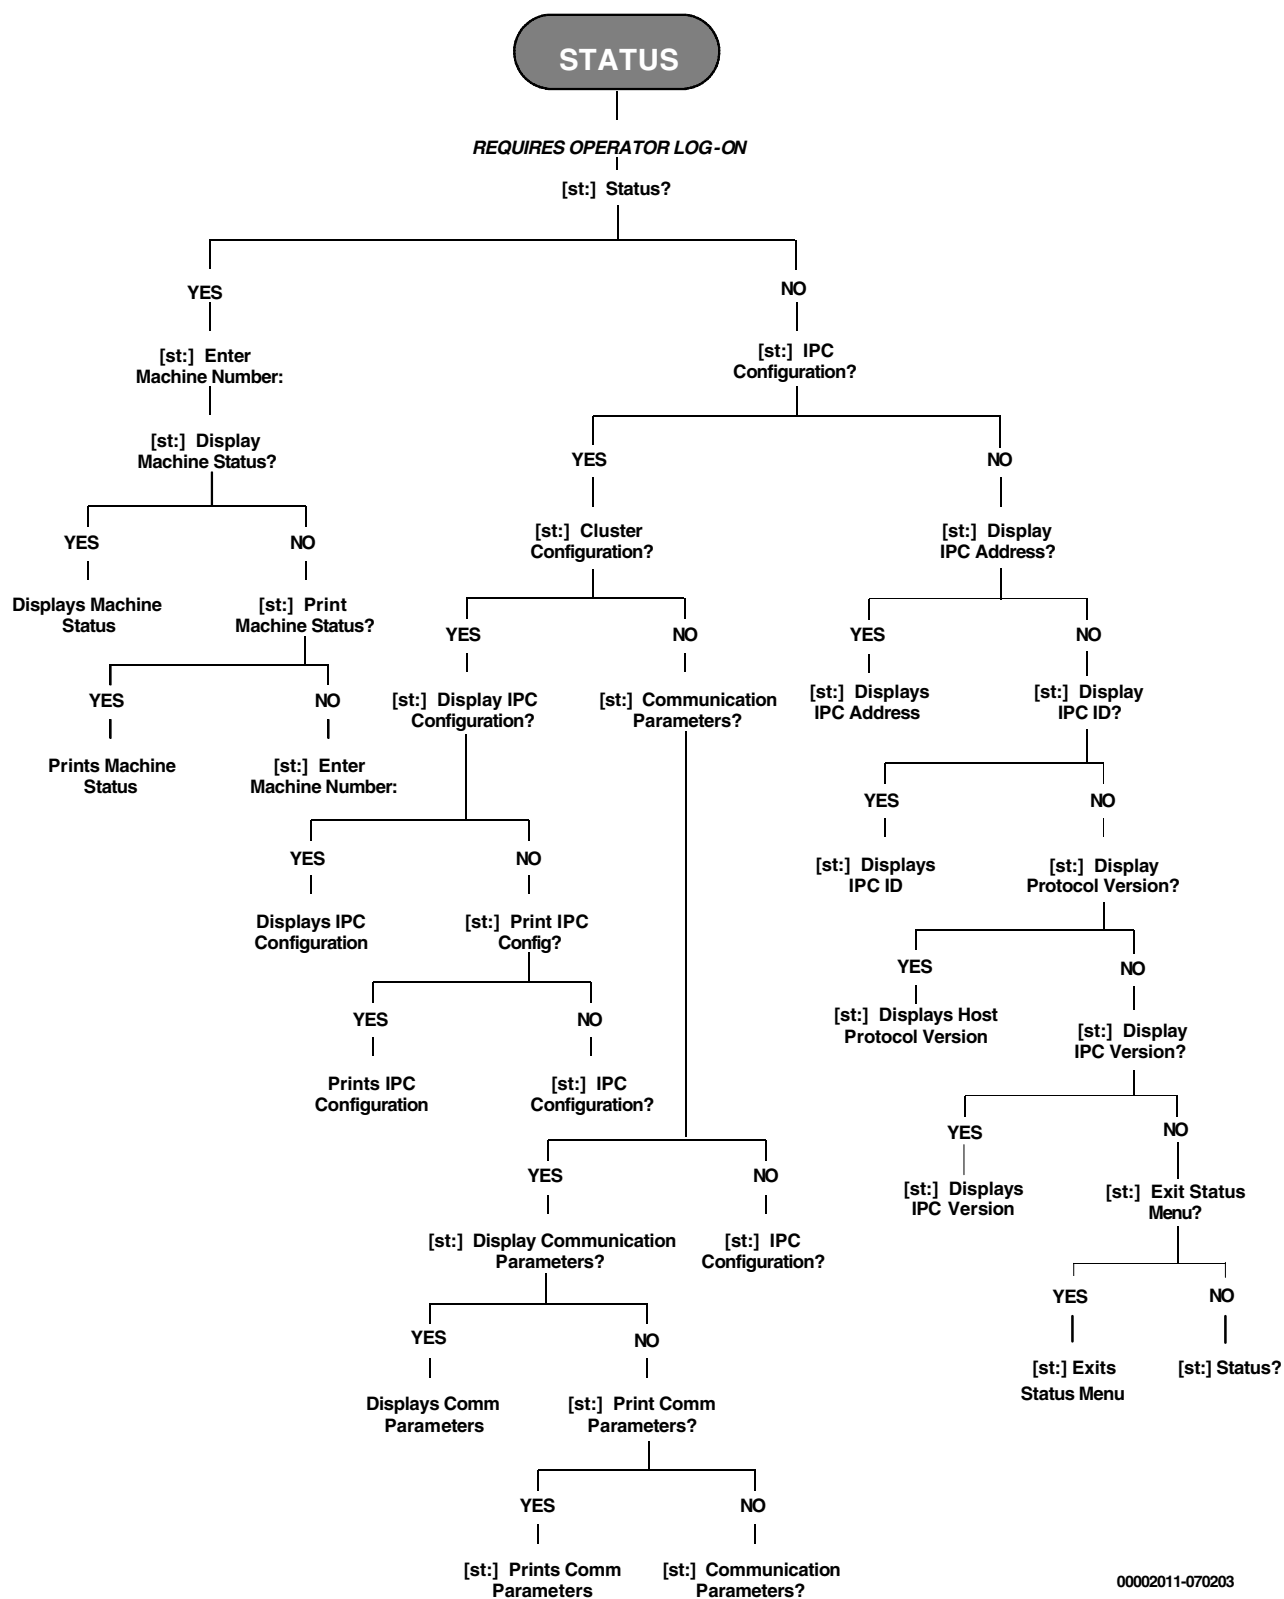 STATUS
REQUIRES OPERATOR LOG-ON
[st:] Status?
YES
NO
[st:] Enter
Machine Number:
[st:] IPC
Configuration?
[st:] Display
Machine Status?
YES
NO
YES
NO
Displays Machine
Status
[st:] Print
Machine Status?
YES
NO
Prints Machine
Status
[st:] Enter
Machine Number:
[st:] Cluster
Configuration?
[st:] Display
IPC Address?
YES
NO
[st:] Display IPC
Configuration?
[st:] Communication
Parameters?
YES
NO
Displays IPC
Configuration
[st:] Print IPC
Config?
YES
NO
Prints IPC
Configuration
[st:] IPC
Configuration?
YES
NO
[st:] Display Communication
Parameters?
[st:] IPC
Configuration?
YES
NO
Displays Comm
Parameters
[st:] Print Comm
Parameters?
YES
NO
[st:] Prints Comm
Parameters
[st:] Communication
Parameters?
YES
NO
[st:] Displays
IPC Address
[st:] Display
IPC ID?
YES
NO
[st:] Displays
IPC ID
[st:] Display
Protocol Version?
YES
NO
[st:] Displays Host
Protocol Version
[st:] Display
IPC Version?
YES
NO
[st:] Displays
IPC Version
[st:] Exit Status
Menu?
YES
NO
[st:] Exits
Status Menu
[st:] Status?
00002011-070203